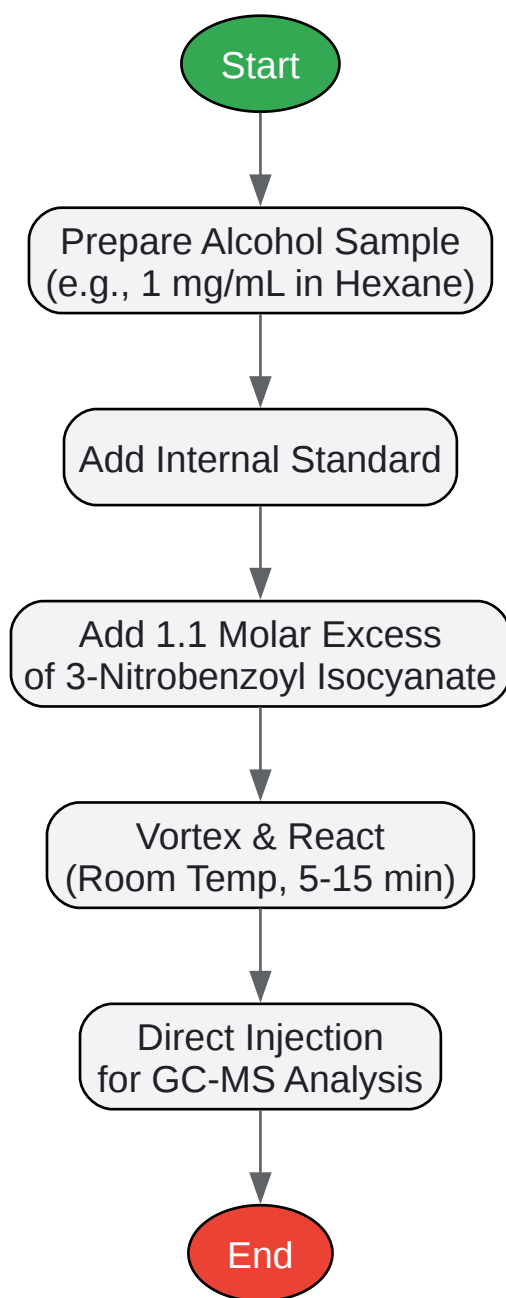 Start
Prepare Alcohol Sample
(e.g., 1 mg/mL in Hexane)
Add Internal Standard
Add 1.1 Molar Excess
of 3-Nitrobenzoyl Isocyanate
Vortex & React
(Room Temp, 5-15 min)
Direct Injection
for GC-MS Analysis
End